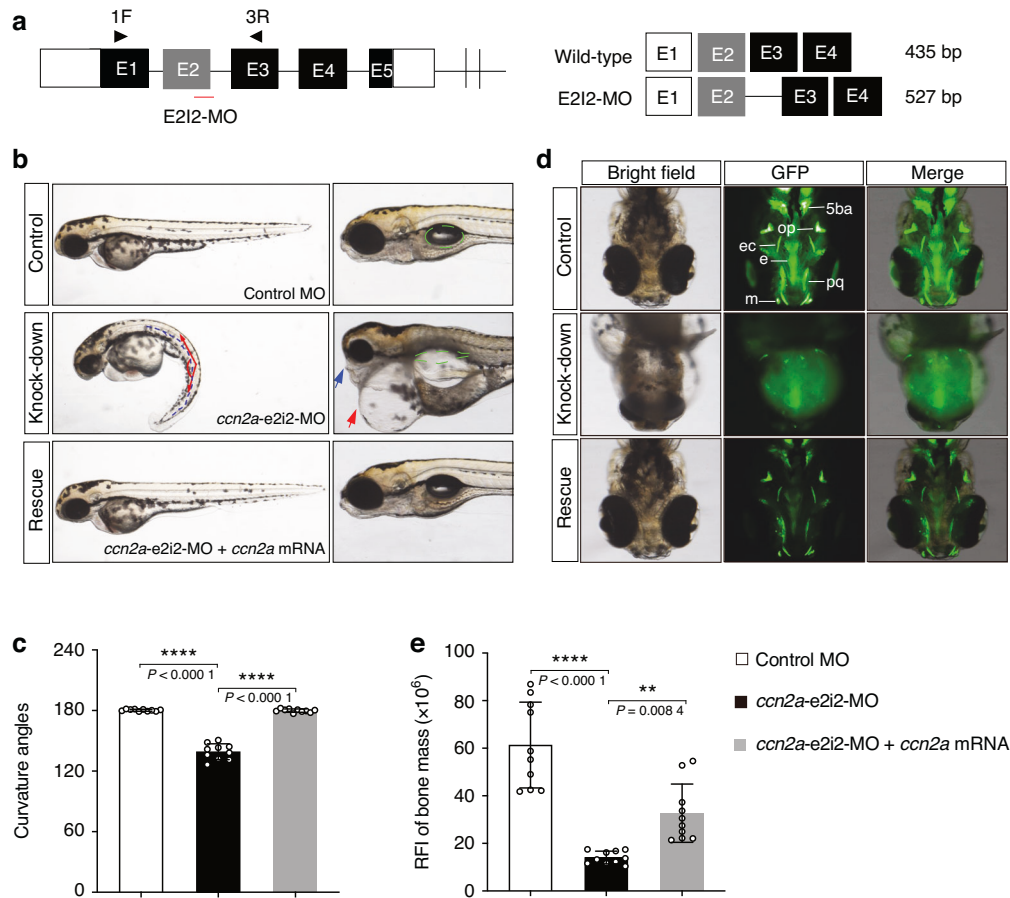 a
1F
3R
E1
E2
E3
E4
E5
E2I2-MO
Wild-type
E1
E2
E3
E4
435 bp
E2I2-MO
E1
E2
E3
E4
527 bp
b
Control
Control MO
Knock-down
ccn2a-e2i2-MO
Rescue
ccn2a-e2i2-MO + ccn2a mRNA
d
Bright field
GFP
Merge
Control
5ba
op
ec
e
pq
m
Knock-down
Rescue
c
Curvature angles
240
180
120
60
0
****
P < 0.000 1
****
P < 0.000 1
e
RFI of bone mass (×10⁶)
100
80
60
40
20
0
****
P < 0.000 1
**
P = 0.008 4
Control MO
ccn2a-e2i2-MO
ccn2a-e2i2-MO + ccn2a mRNA